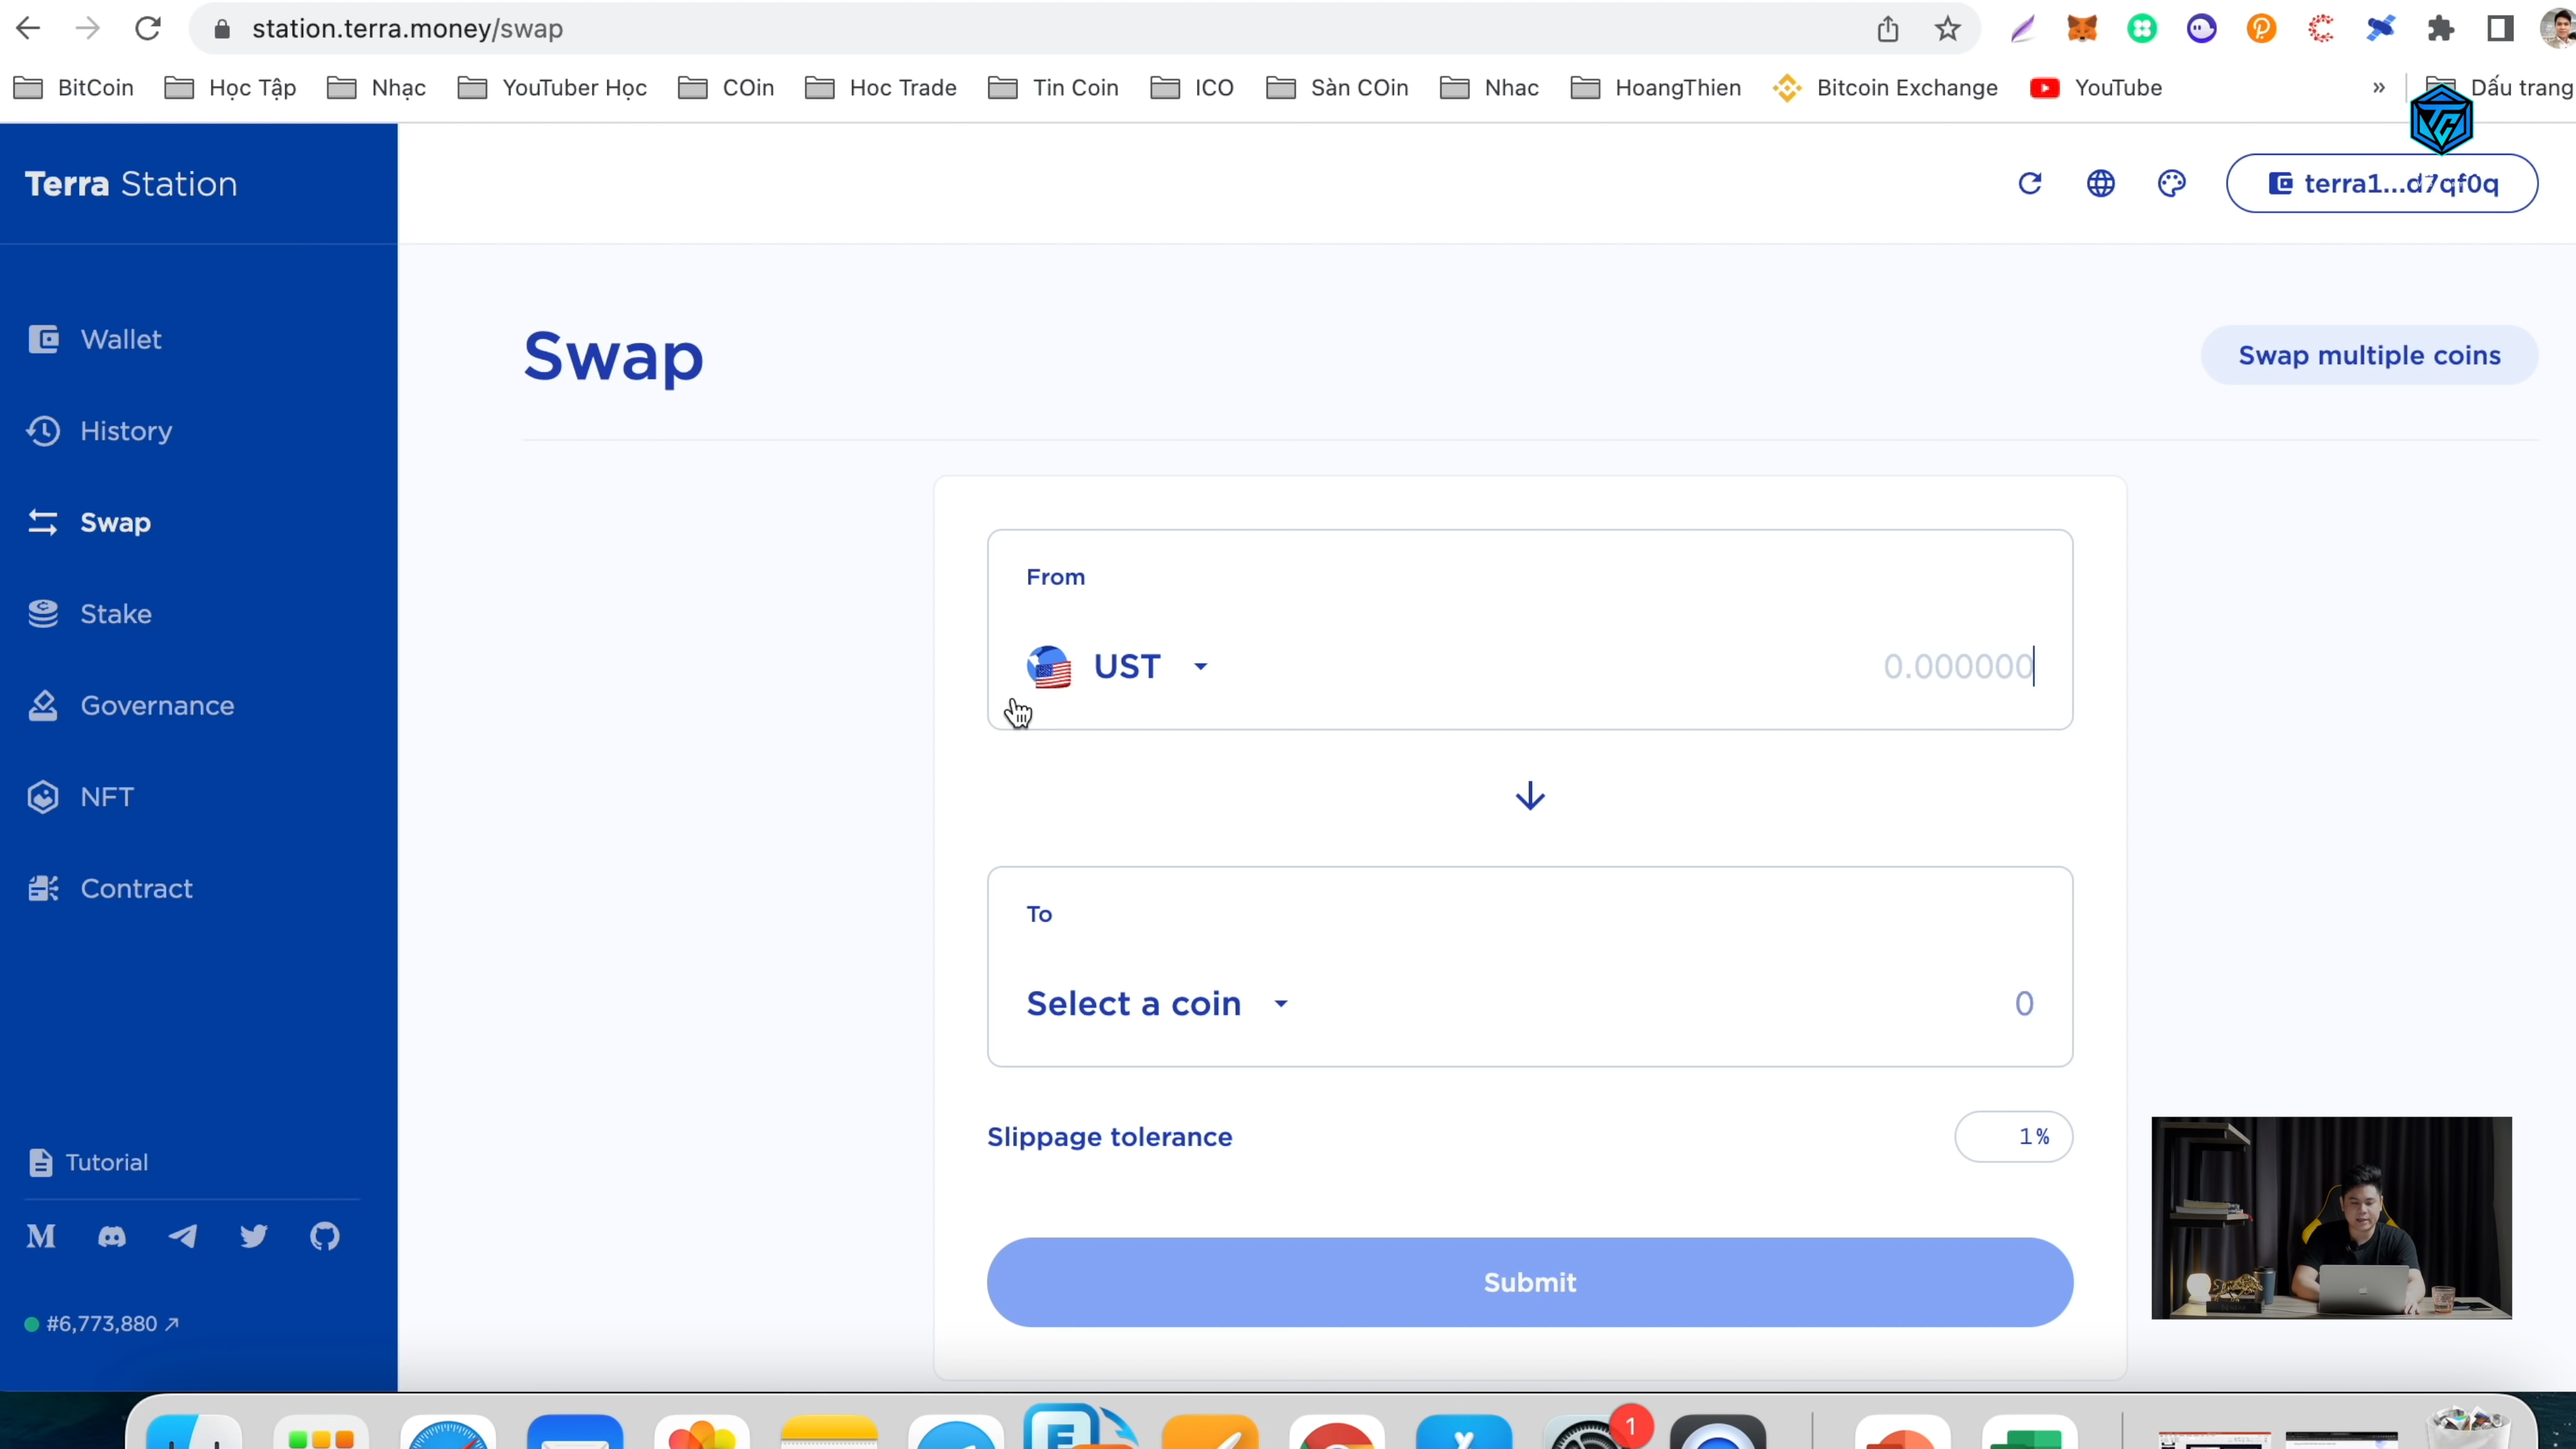 station.terra.money/swap
BitCoin Học Tập Nhạc YouTuber Học COin Hoc Trade Tin Coin ICO Sàn COin Nhac HoangThien Bitcoin Exchange YouTube » Dấu trang
Terra Station
terra1...d7qf0q
Wallet
History
Swap
Stake
Governance
NFT
Contract
Tutorial
#6,773,880
Swap
Swap multiple coins
From
UST
0.000000
To
Select a coin
0
Slippage tolerance
1%
Submit
1